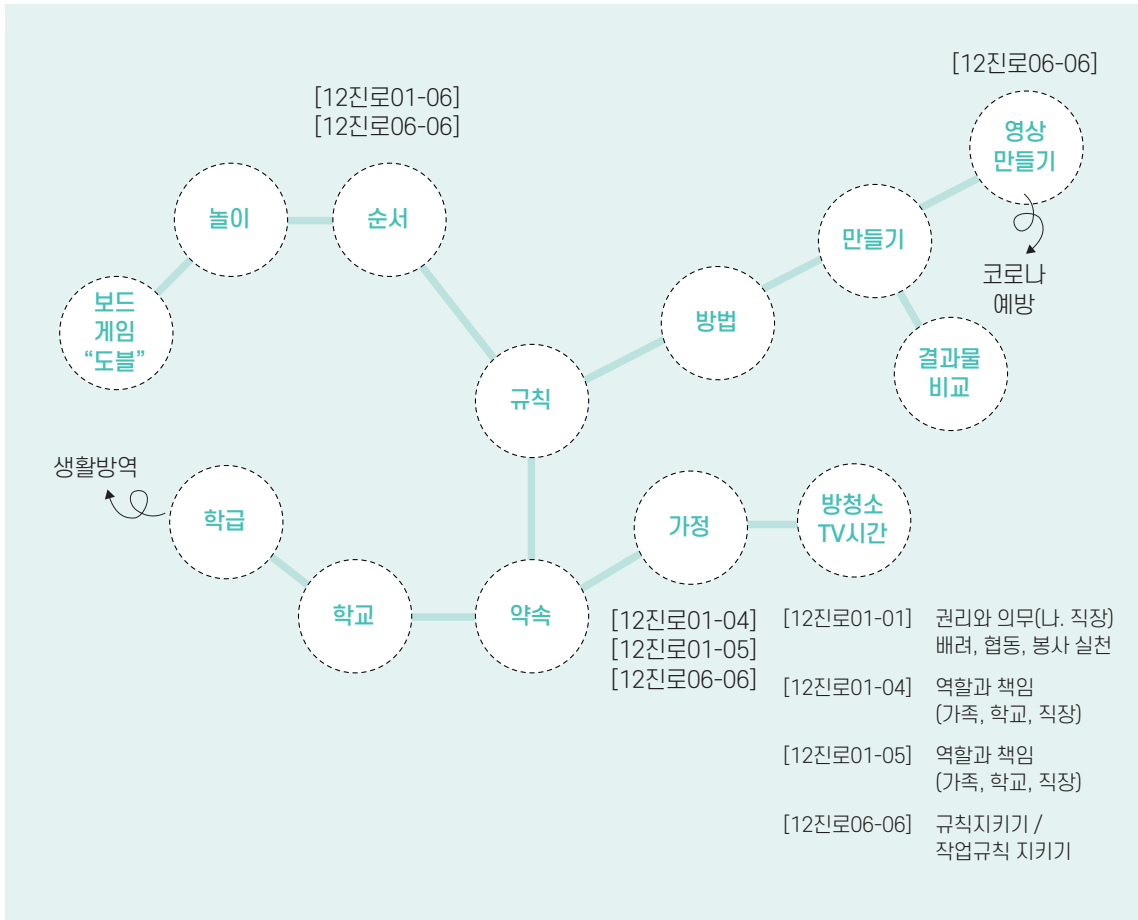 [12진로06-06]
영상
만들기
[12진로01-06]
[12진로06-06]
놀이
순서
만들기
코로나
예방
보드
게임
“도블”
방법
결과물
비교
규칙
생활방역
학급
가정
방청소
TV시간
학교
약속
[12진로01-04]
[12진로01-05]
[12진로06-06]
[12진로01-01] 권리와 의무(나. 직장)
배려, 협동, 봉사 실천
[12진로01-04] 역할과 책임
(가족, 학교, 직장)
[12진로01-05] 역할과 책임
(가족, 학교, 직장)
[12진로06-06] 규칙지키기 /
작업규칙 지키기